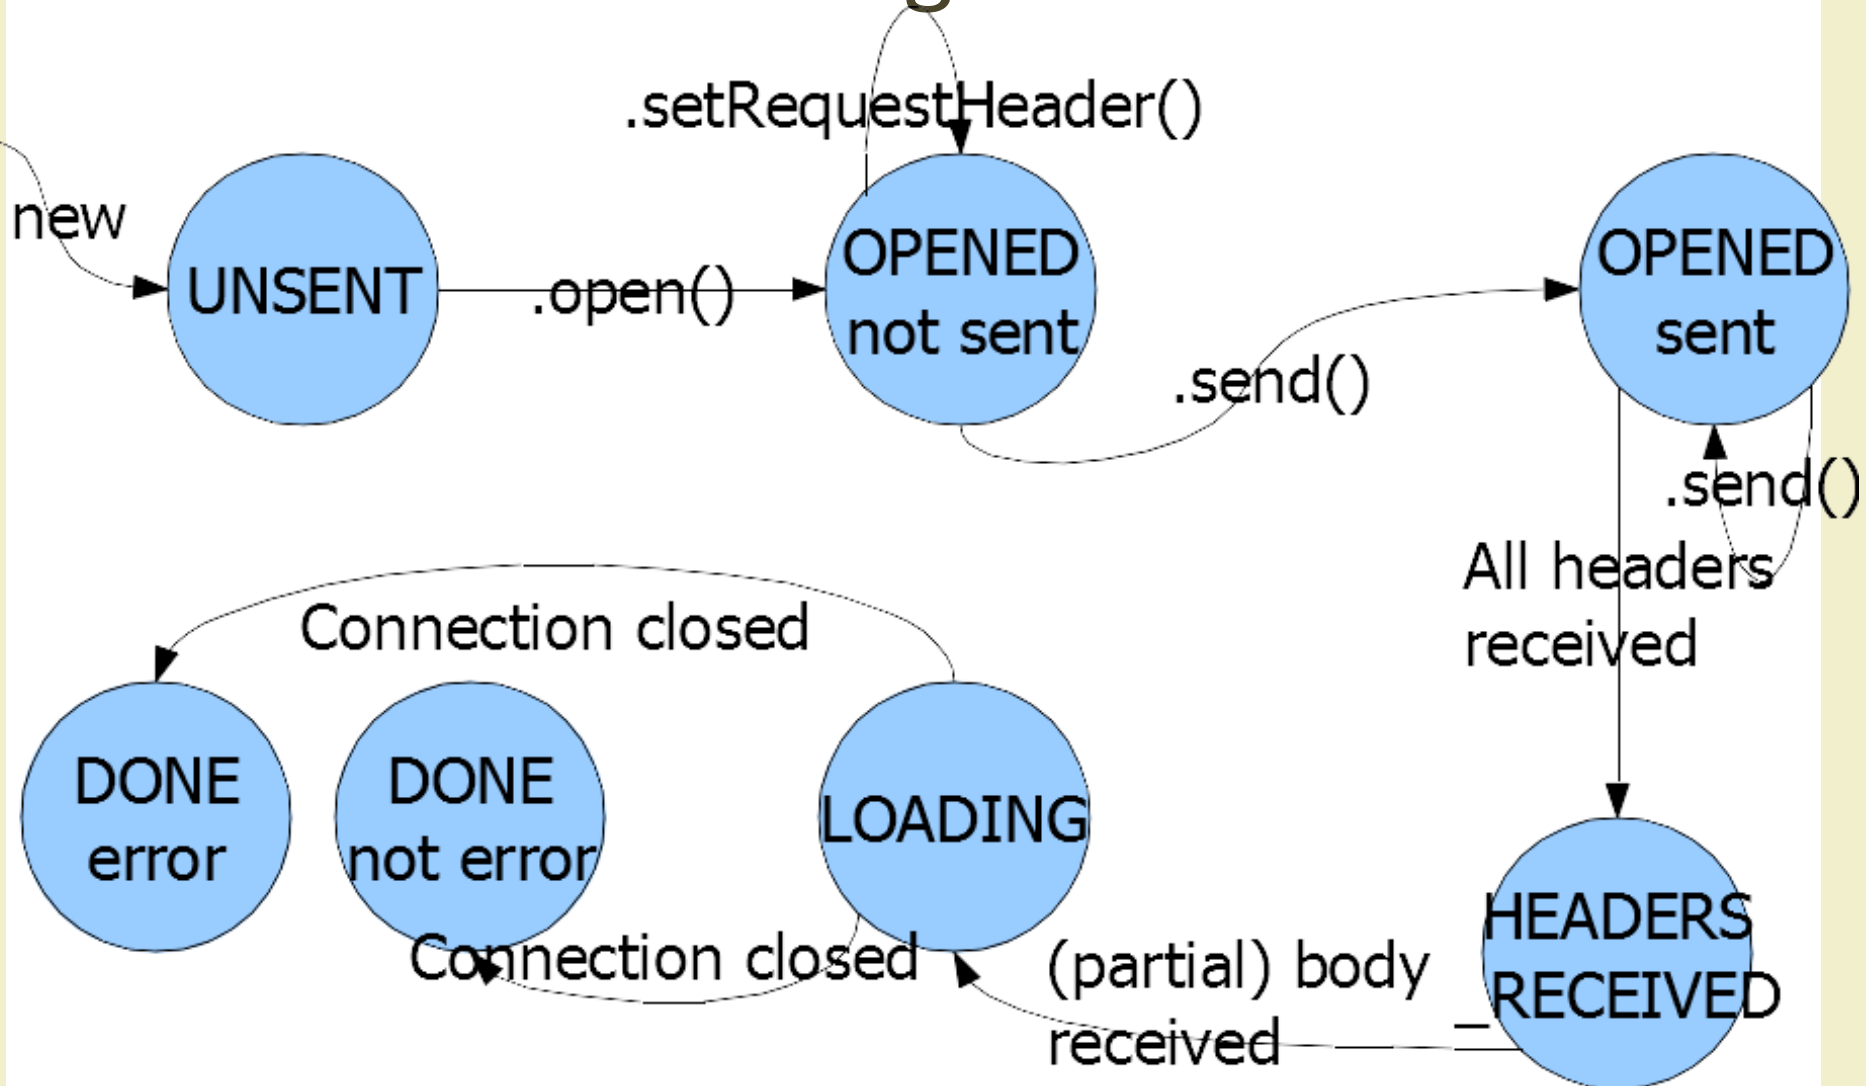 .setRequestHeader()
new
UNSENT
.open()
OPENED
not sent
.send()
OPENED
sent
.send()
All headers
received
Connection closed
DONE
error
DONE
not error
LOADING
Connection closed
(partial) body
received
HEADERS
_RECEIVED